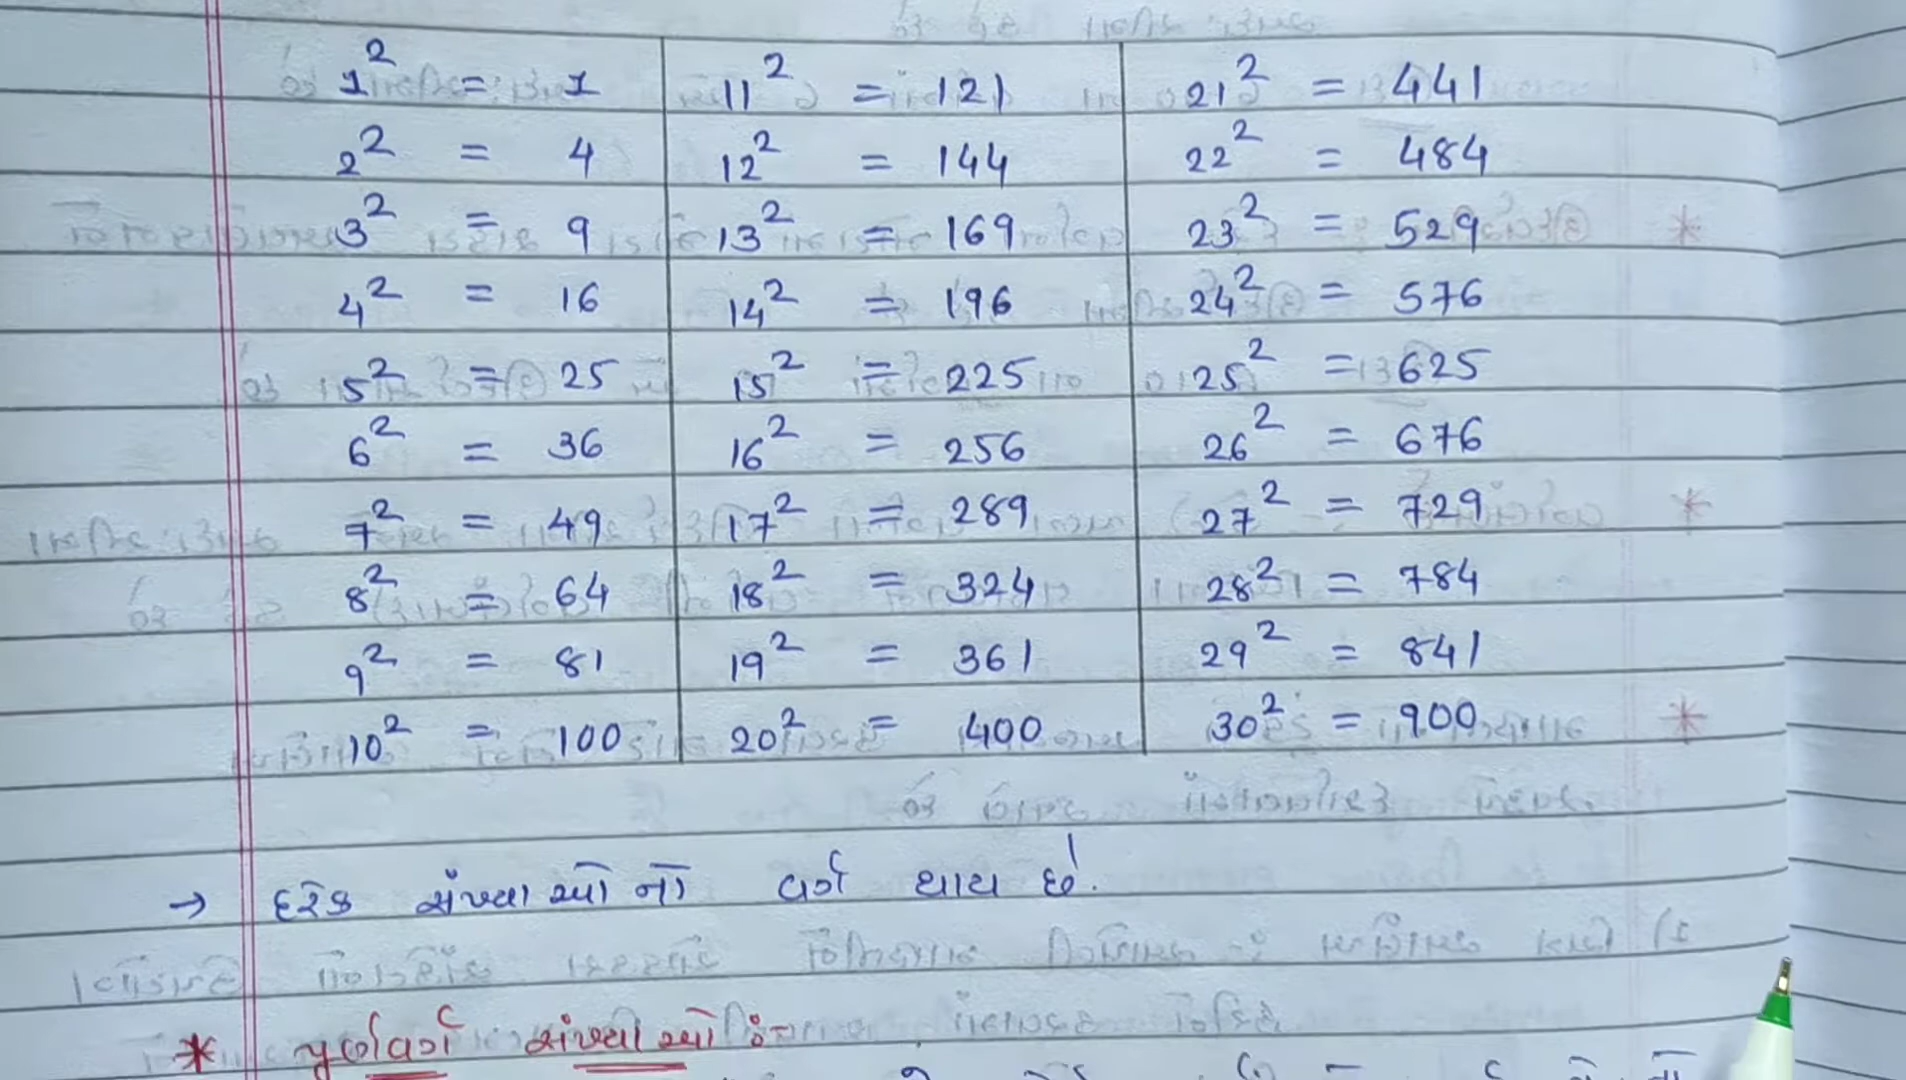 1² = 1 11² = 121 21² = 441
2² = 4 12² = 144 22² = 484
3² = 9 13² = 169 23² = 529
4² = 16 14² = 196 24² = 576
5² = 25 15² = 225 25² = 625
6² = 36 16² = 256 26² = 676
7² = 49 17² = 289 27² = 729
8² = 64 18² = 324 28² = 784
9² = 81 19² = 361 29² = 841
10² = 100 20² = 400 30² = 900
→ દરેક સંખ્યાઓ નો વર્ગ થાય છે.
* પુર્ણવર્ગ સંખ્યાઓ :-